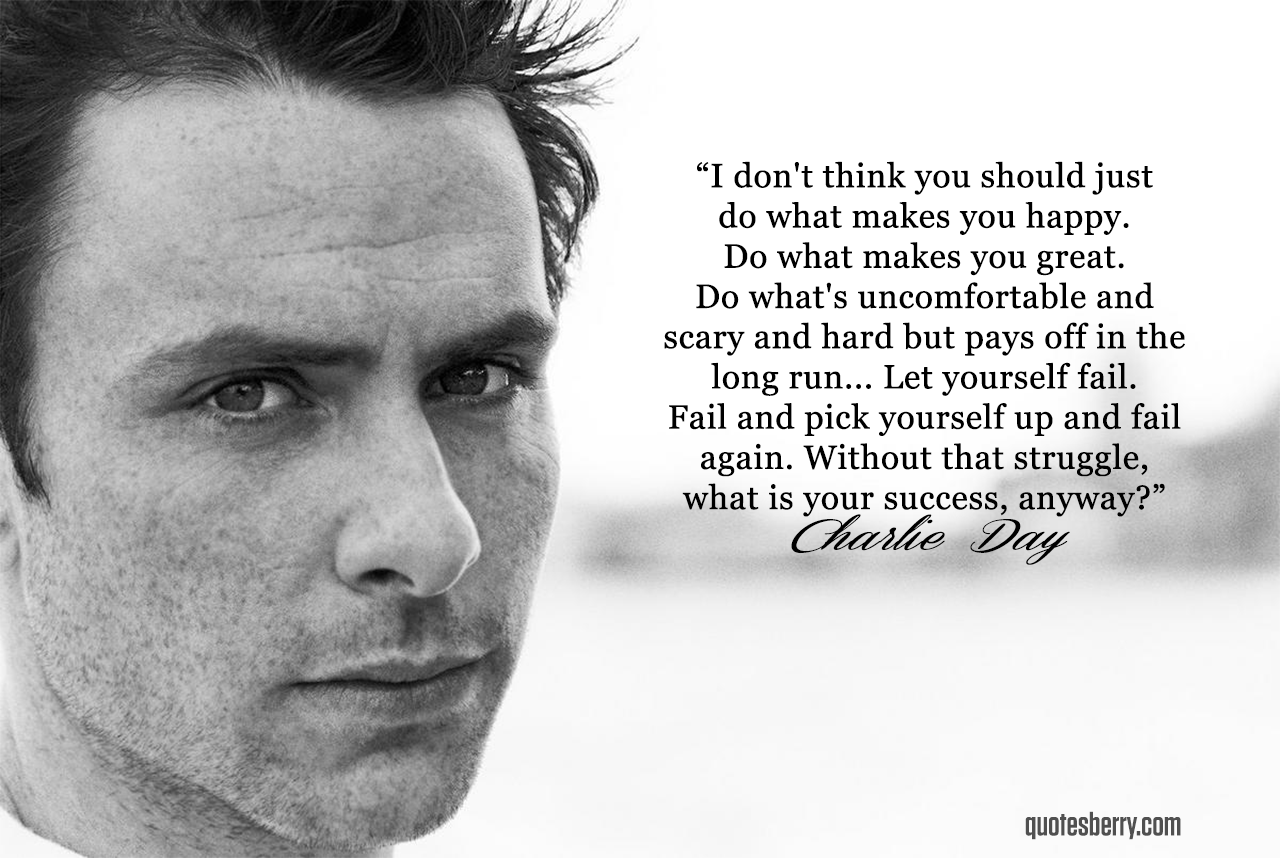 “I don't think you should just
do what makes you happy.
Do what makes you great.
Do what's uncomfortable and
scary and hard but pays off in the
long run... Let yourself fail.
Fail and pick yourself up and fail
again. Without that struggle,
what is your success, anyway?”
Charlie Day
quotesberry.com